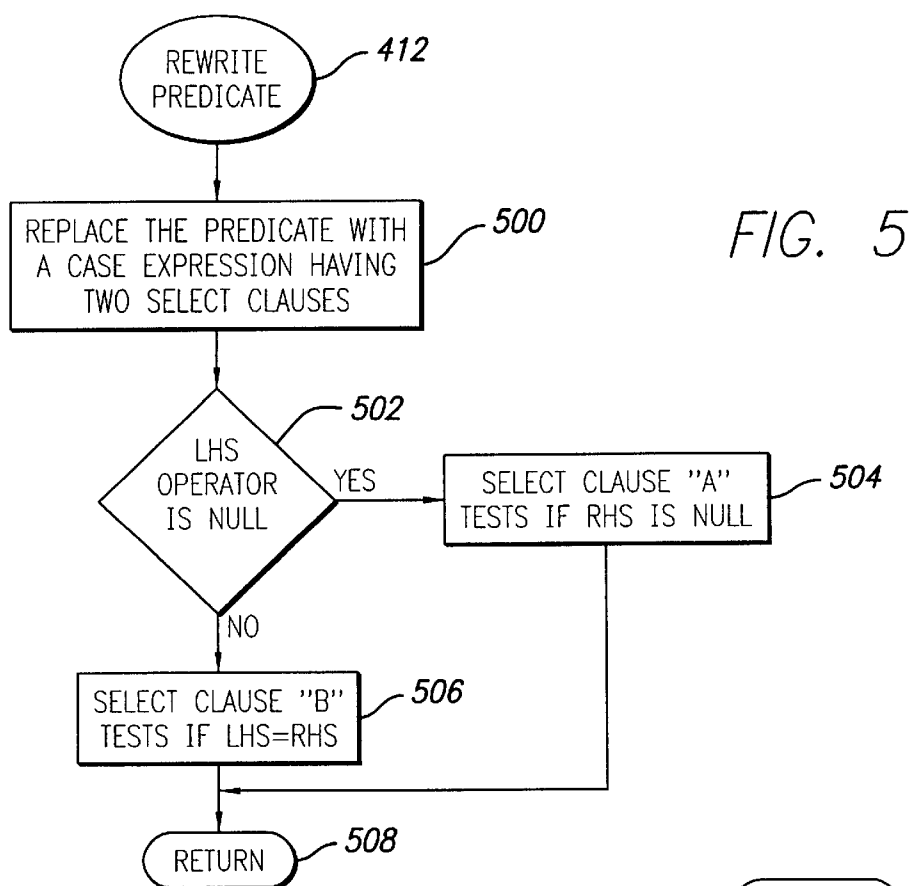 REWRITE
PREDICATE
412
REPLACE THE PREDICATE WITH
A CASE EXPRESSION HAVING
TWO SELECT CLAUSES
500
FIG. 5
LHS
OPERATOR
IS NULL
502
YES
SELECT CLAUSE "A"
TESTS IF RHS IS NULL
504
NO
SELECT CLAUSE "B"
TESTS IF LHS=RHS
506
RETURN
508